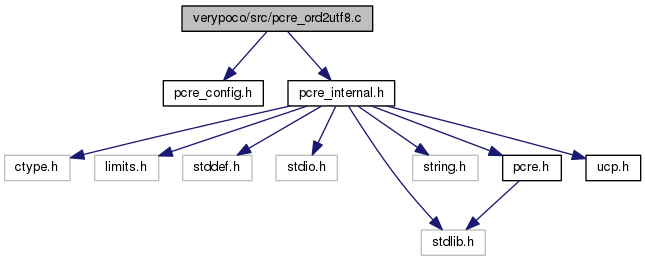 verypoco/src/pcre_ord2utf8.c
pcre_config.h
pcre_internal.h
ctype.h
limits.h
stddef.h
stdio.h
string.h
pcre.h
ucp.h
stdlib.h